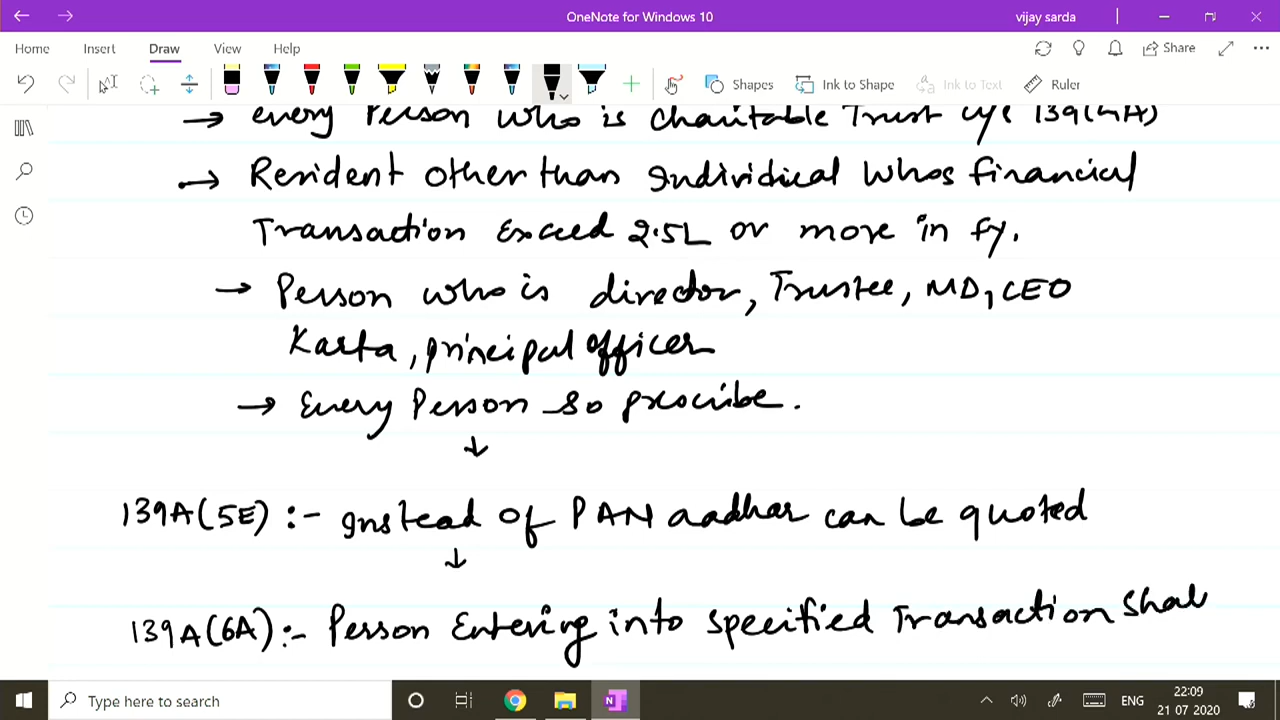 OneNote for Windows 10
vijay sarda
Home Insert Draw View Help
Share
Shapes Ink to Shape Ink to Text Ruler
→ every Person who is charitable Trust u/s 139(4A)
→ Resident other than Individual whos financial
Transaction Exceed 2.5L or more in fy.
→ Person who is director, Trustee, MD, CEO
Karta, principal officer
→ Every Person so prescribe.
↓
139A(5E) :- Instead of PAN aadhar can be quoted
↓
139A(6A) :- Person Entering into specified Transaction shal
Type here to search
ENG
22:09
21 07 2020